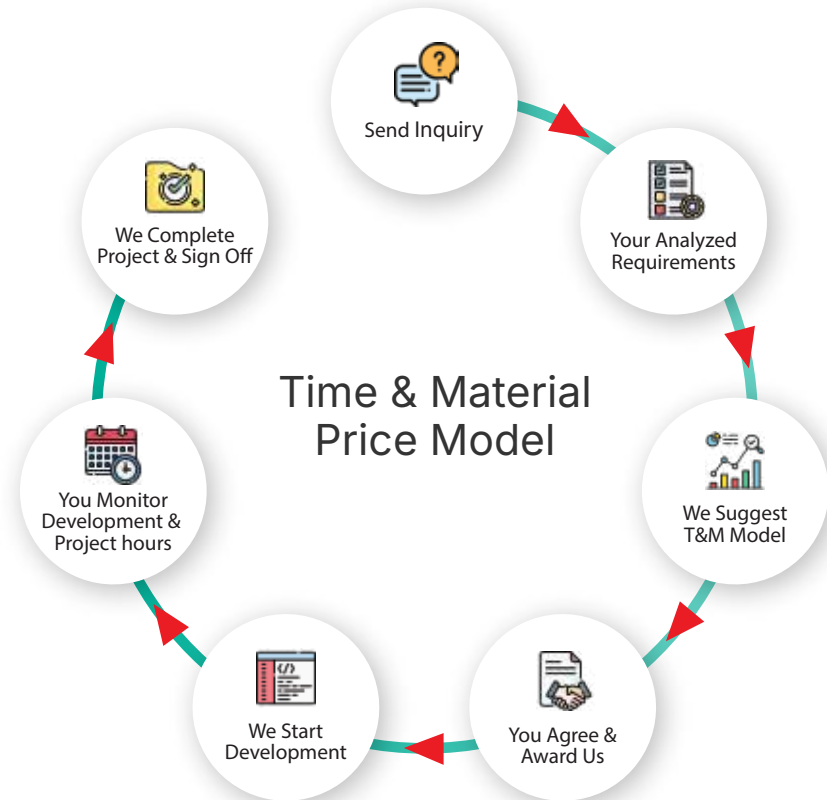 Send Inquiry
Your Analyzed
Requirements
We Suggest
T&M Model
You Agree &
Award Us
We Start
Development
You Monitor
Development &
Project hours
We Complete
Project & Sign Off
Time & Material
Price Model